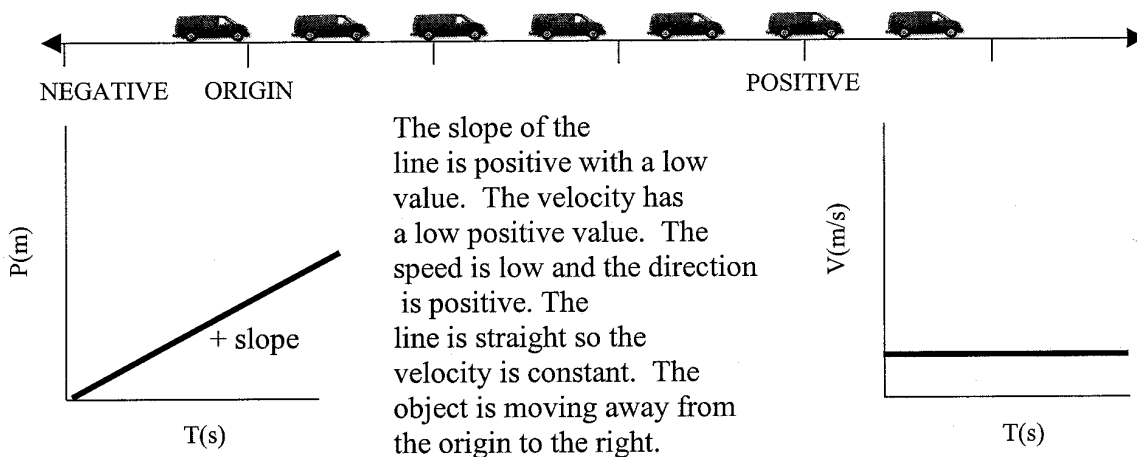 NEGATIVE ORIGIN POSITIVE
The slope of the
line is positive with a low
value. The velocity has
a low positive value. The
speed is low and the direction
is positive. The
line is straight so the
velocity is constant. The
object is moving away from
the origin to the right.
P(m)
+ slope
T(s)
V(m/s)
T(s)